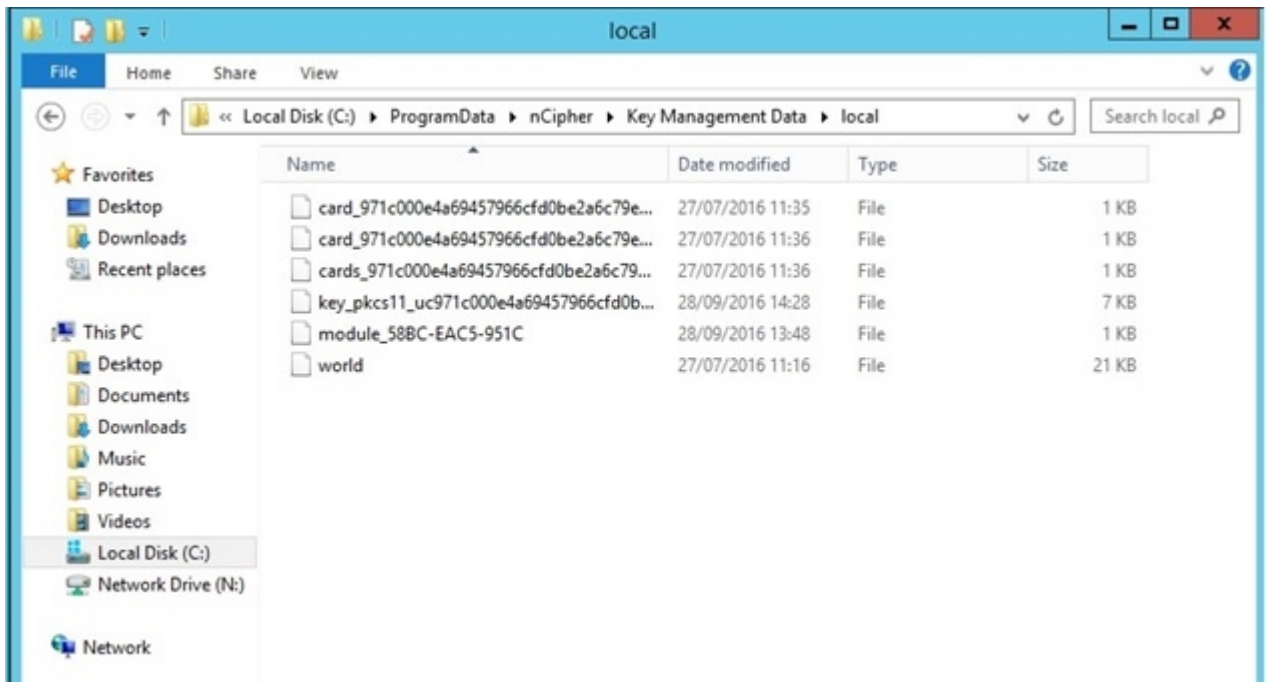 local
File Home Share View
« Local Disk (C:) ▸ ProgramData ▸ nCipher ▸ Key Management Data ▸ local
Search local
Name Date modified Type Size
Favorites
Desktop
Downloads
Recent places
This PC
Desktop
Documents
Downloads
Music
Pictures
Videos
Local Disk (C:)
Network Drive (N:)
Network
card_971c000e4a69457966cfd0be2a6c79e... 27/07/2016 11:35 File 1 KB
card_971c000e4a69457966cfd0be2a6c79e... 27/07/2016 11:36 File 1 KB
cards_971c000e4a69457966cfd0be2a6c79... 27/07/2016 11:36 File 1 KB
key_pkcs11_uc971c000e4a69457966cfd0b... 28/09/2016 14:28 File 7 KB
module_58BC-EAC5-951C 28/09/2016 13:48 File 1 KB
world 27/07/2016 11:16 File 21 KB